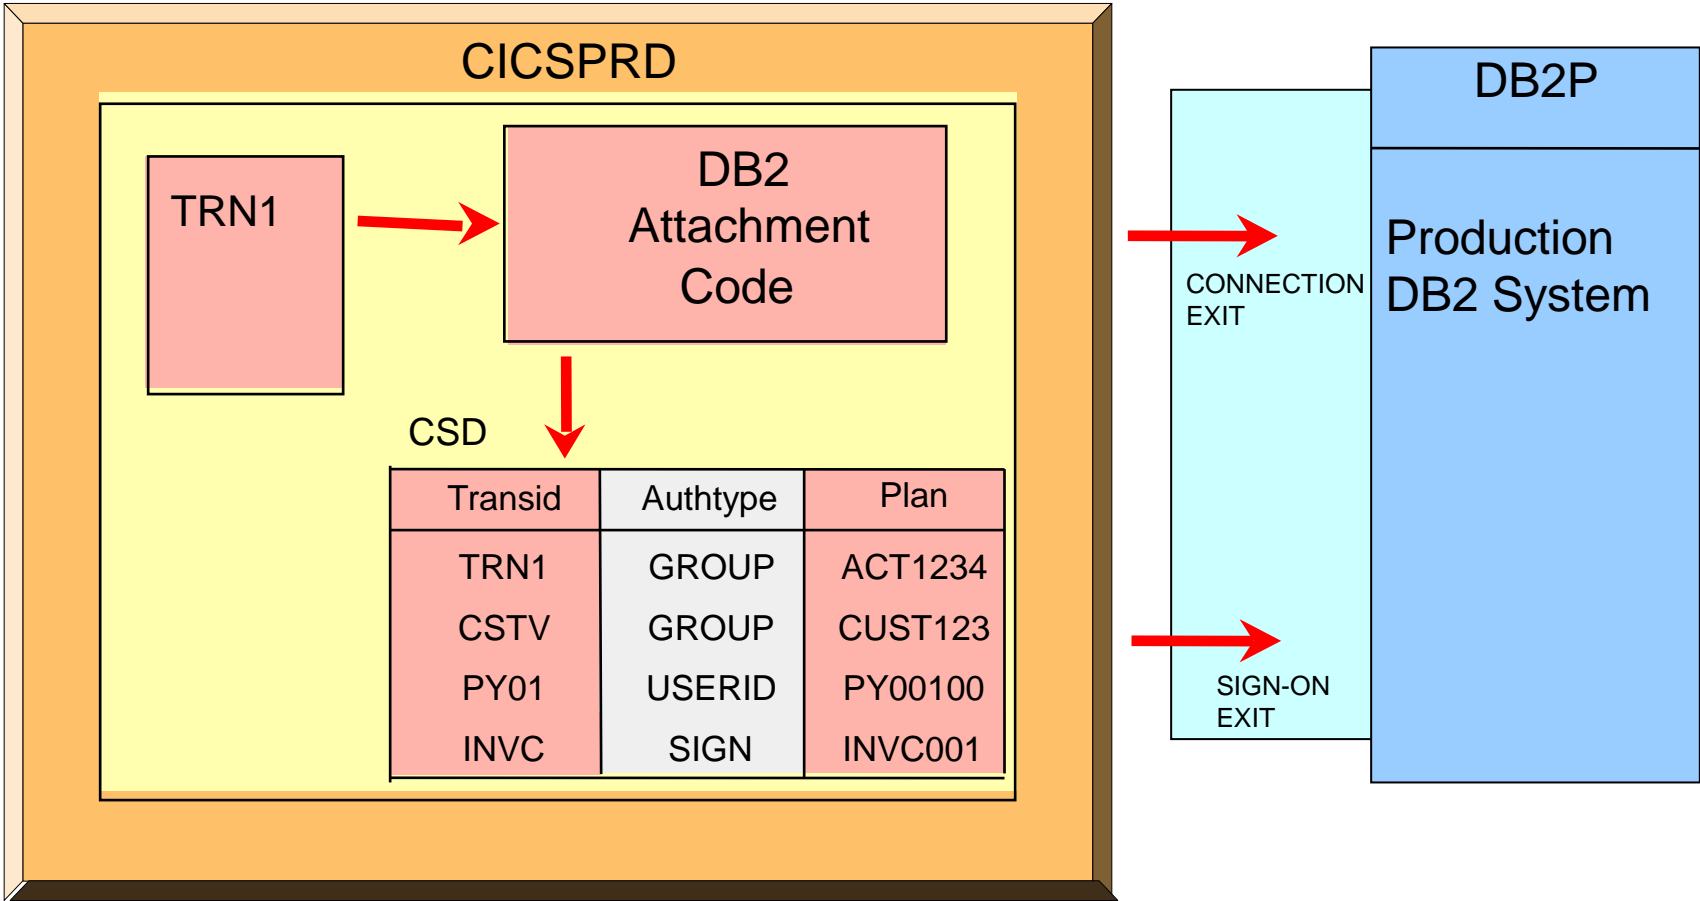 CICSPRD
TRN1
DB2
Attachment
Code
CSD
Transid Authtype Plan
TRN1 GROUP ACT1234
CSTV GROUP CUST123
PY01 USERID PY00100
INVC SIGN INVC001
CONNECTION
EXIT
SIGN-ON
EXIT
DB2P
Production
DB2 System